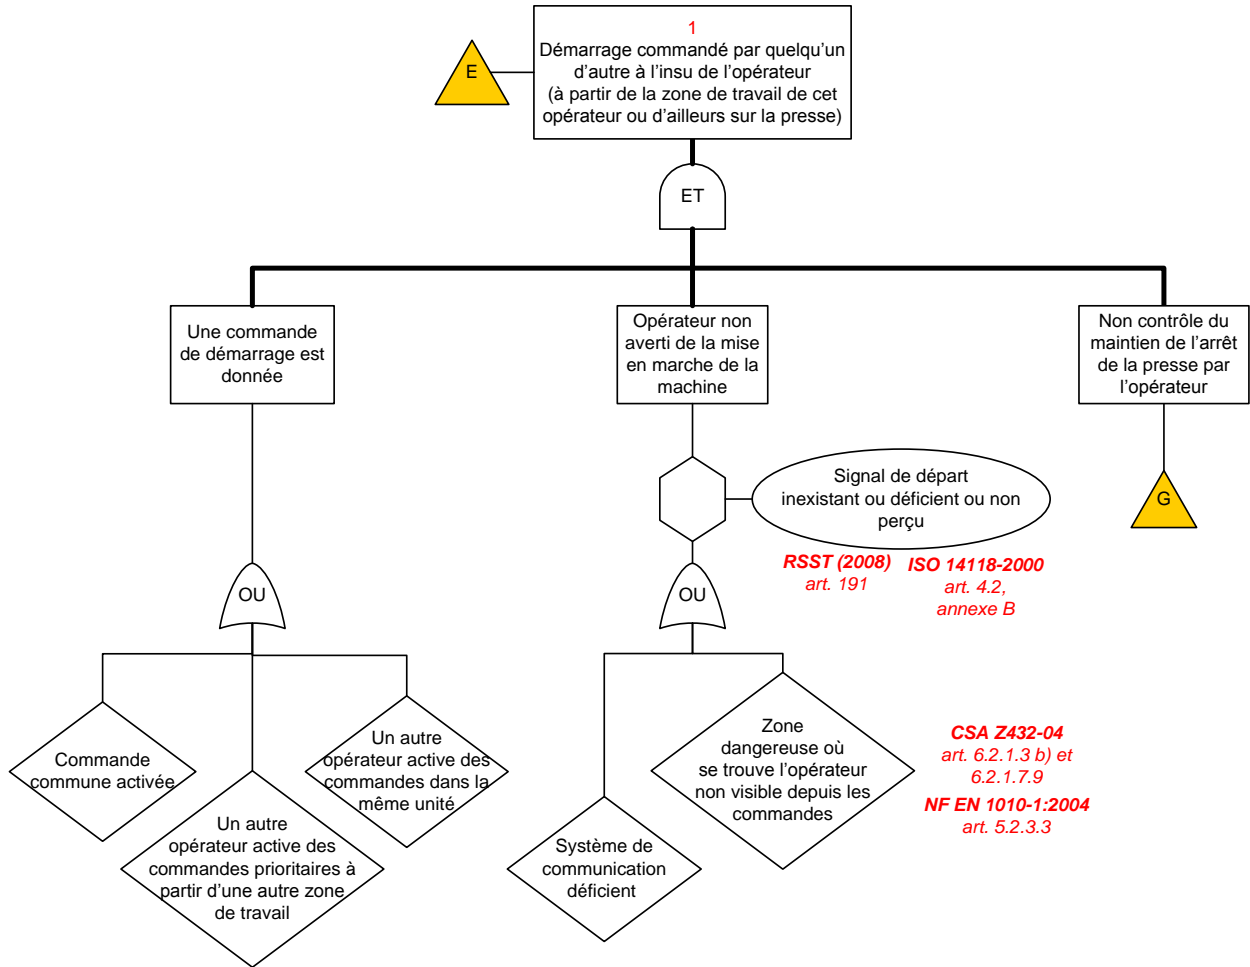 1
Démarrage commandé par quelqu'un
d'autre à l'insu de l'opérateur
(à partir de la zone de travail de cet
opérateur ou d'ailleurs sur la presse)
E
ET
Une commande
de démarrage est
donnée
Opérateur non
averti de la mise
en marche de la
machine
Non contrôle du
maintien de l'arrêt
de la presse par
l'opérateur
Signal de départ
inexistant ou déficient ou non
perçu
G
RSST (2008)
art. 191
ISO 14118-2000
art. 4.2,
annexe B
OU
OU
Commande
commune activée
Un autre
opérateur active des
commandes prioritaires à
partir d'une autre zone
de travail
Un autre
opérateur active des
commandes dans la
même unité
Système de
communication
déficient
Zone
dangereuse où
se trouve l'opérateur
non visible depuis les
commandes
CSA Z432-04
art. 6.2.1.3 b) et
6.2.1.7.9
NF EN 1010-1:2004
art. 5.2.3.3